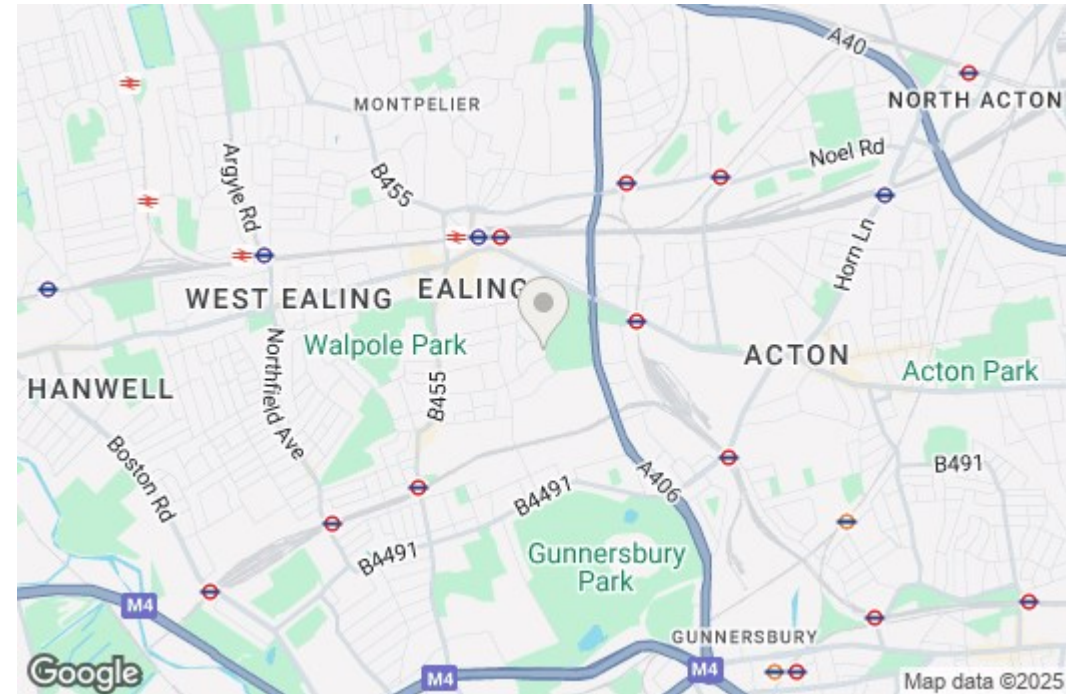 A40
MONTPELIER
NORTH ACTON
Argyle Rd
B455
Noel Rd
Horn Ln
WEST EALING
EALING
Walpole Park
ACTON
Acton Park
HANWELL
Northfield Ave
B455
Boston Rd
B4491
A406
B491
B4491
Gunnersbury
Park
M4
GUNNERSBURY
M4
M4
Google
Map data ©2025